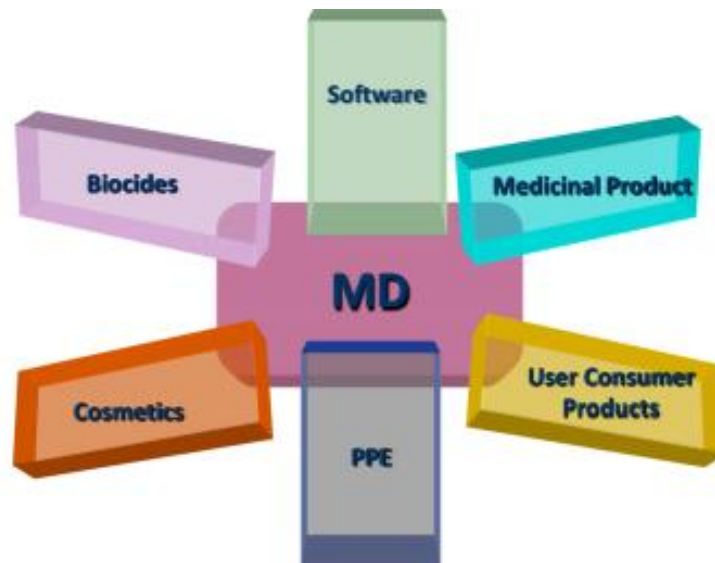 Software
Biocides
Medicinal Product
MD
Cosmetics
User Consumer
Products
PPE